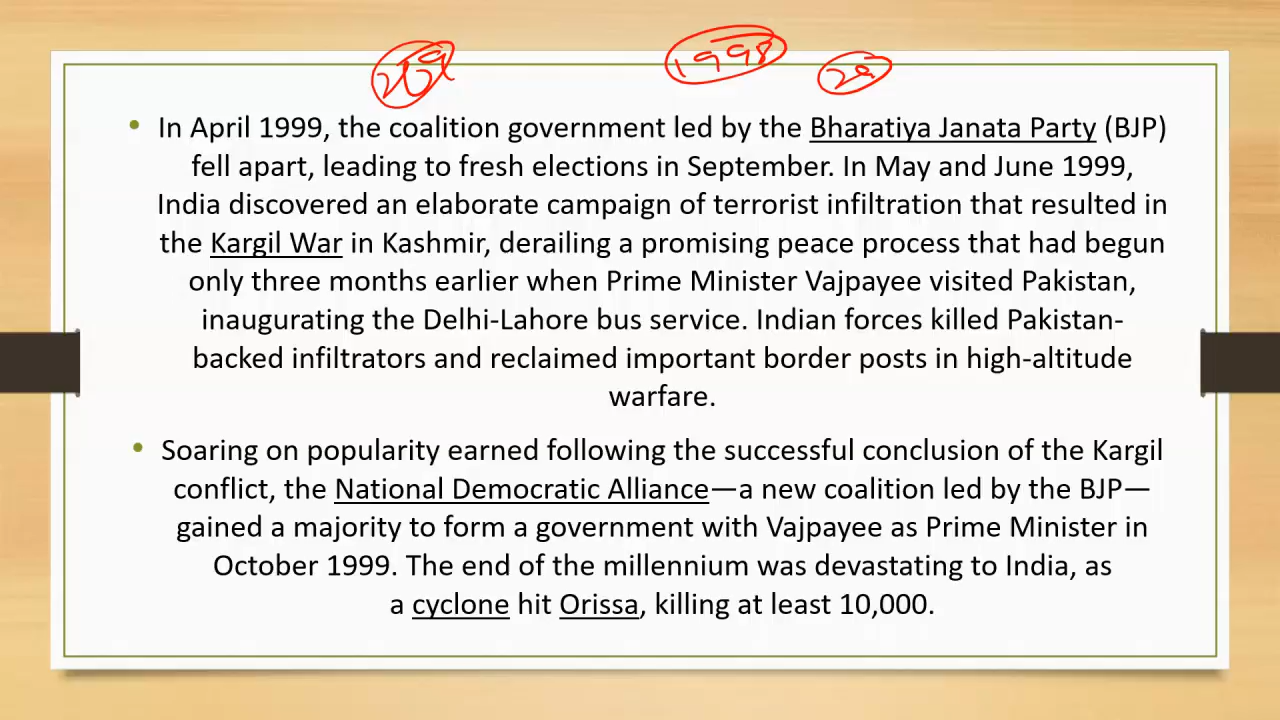 1998
29
• In April 1999, the coalition government led by the Bharatiya Janata Party (BJP)
fell apart, leading to fresh elections in September. In May and June 1999,
India discovered an elaborate campaign of terrorist infiltration that resulted in
the Kargil War in Kashmir, derailing a promising peace process that had begun
only three months earlier when Prime Minister Vajpayee visited Pakistan,
inaugurating the Delhi-Lahore bus service. Indian forces killed Pakistan-
backed infiltrators and reclaimed important border posts in high-altitude
warfare.
• Soaring on popularity earned following the successful conclusion of the Kargil
conflict, the National Democratic Alliance—a new coalition led by the BJP—
gained a majority to form a government with Vajpayee as Prime Minister in
October 1999. The end of the millennium was devastating to India, as
a cyclone hit Orissa, killing at least 10,000.